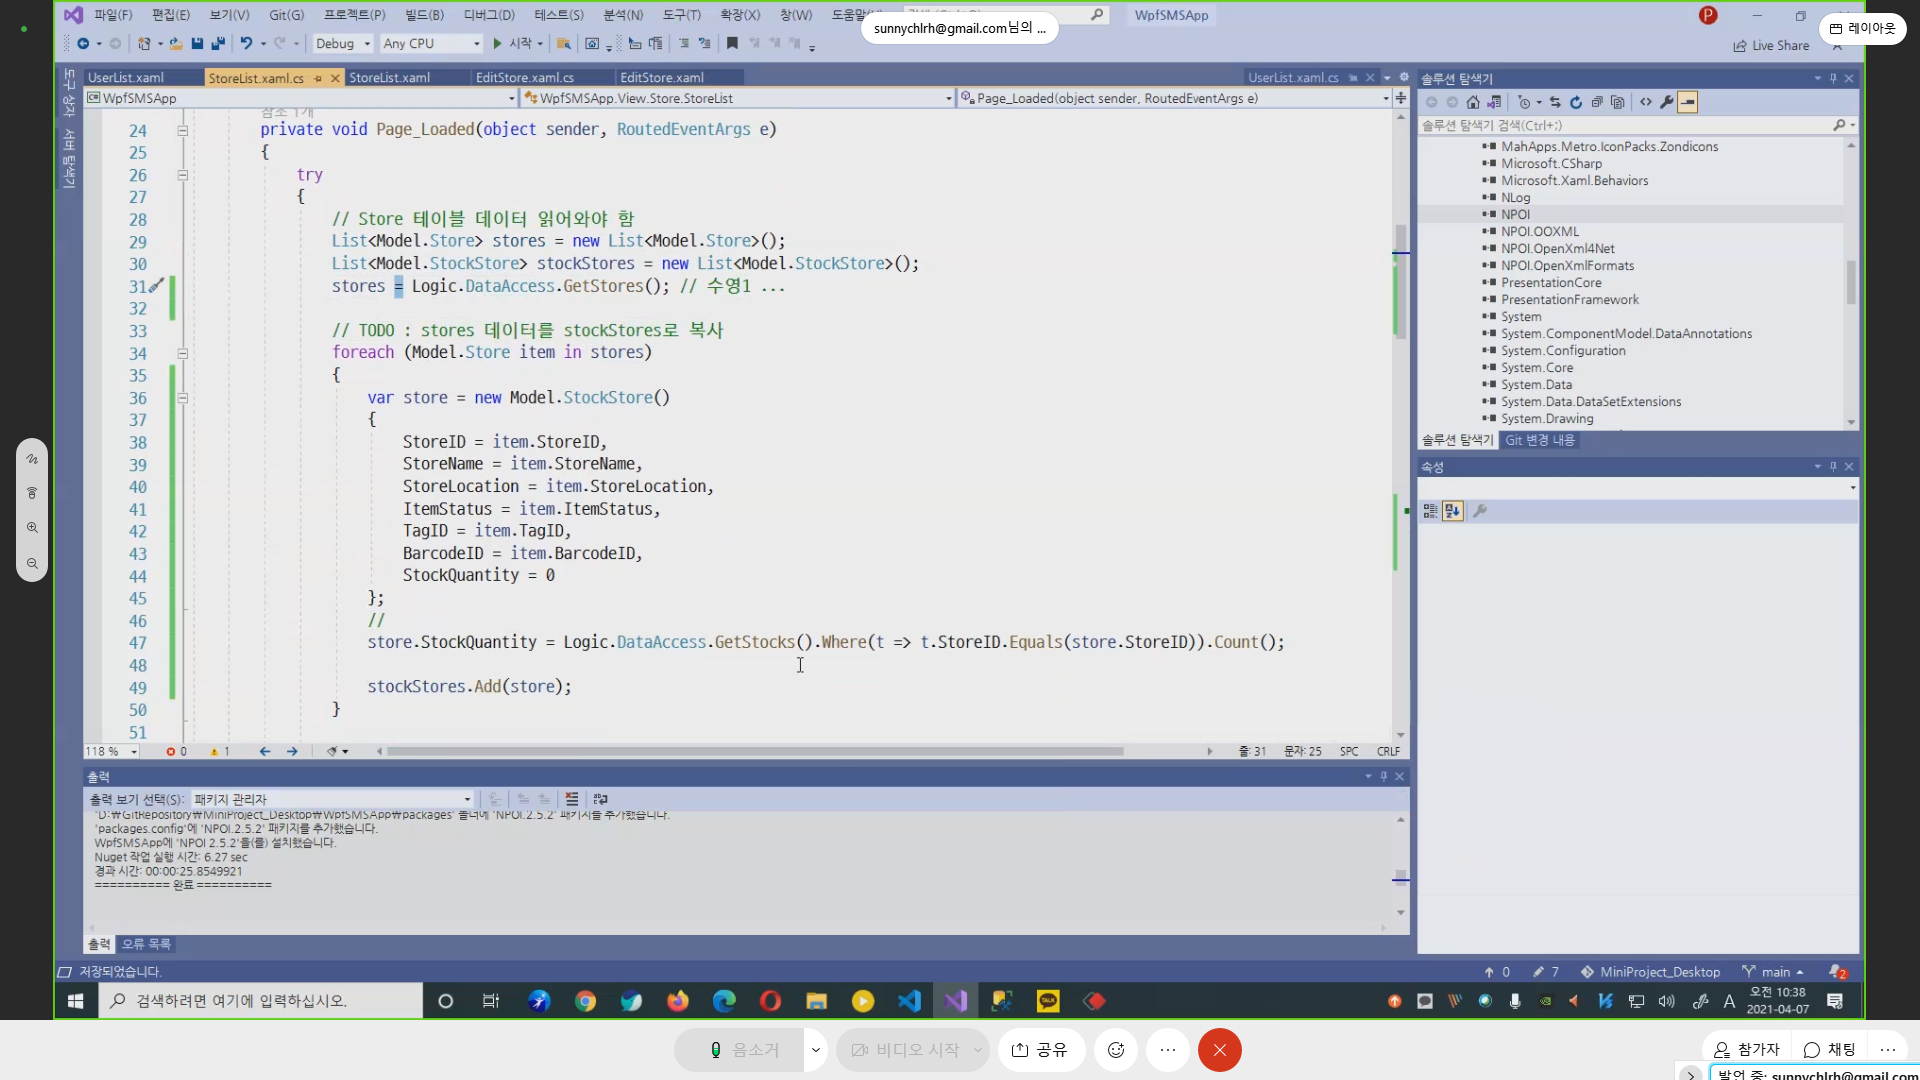 파일(F) 편집(E) 보기(V) Git(G) 프로젝트(P) 빌드(B) 디버그(D) 테스트(S) 분석(N) 도구(T) 확장(X) 창(W) WpfSMSApp
sunnychlrh@gmail.com님의 ...
레이아웃
Debug Any CPU 시작 Live Share
도구 상자 서버 탐색기
UserList.xaml StoreList.xaml.cs StoreList.xaml EditStore.xaml.cs EditStore.xaml UserList.xaml.cs
WpfSMSApp WpfSMSApp.View.Store.StoreList Page_Loaded(object sender, RoutedEventArgs e)
참조 1개
24 private void Page_Loaded(object sender, RoutedEventArgs e)
25 {
26 try
27 {
28 // Store 테이블 데이터 읽어와야 함
29 List<Model.Store> stores = new List<Model.Store>();
30 List<Model.StockStore> stockStores = new List<Model.StockStore>();
31 stores = Logic.DataAccess.GetStores(); // 수영1 ...
32
33 // TODO : stores 데이터를 stockStores로 복사
34 foreach (Model.Store item in stores)
35 {
36 var store = new Model.StockStore()
37 {
38 StoreID = item.StoreID,
39 StoreName = item.StoreName,
40 StoreLocation = item.StoreLocation,
41 ItemStatus = item.ItemStatus,
42 TagID = item.TagID,
43 BarcodeID = item.BarcodeID,
44 StockQuantity = 0
45 };
46 //
47 store.StockQuantity = Logic.DataAccess.GetStocks().Where(t => t.StoreID.Equals(store.StoreID)).Count();
48
49 stockStores.Add(store);
50 }
51
118 % 0 1 줄: 31 문자: 25 SPC CRLF
출력
출력 보기 선택(S): 패키지 관리자
'D:₩GitRepository₩MiniProject_Desktop₩WpfSMSApp₩packages' 폴더에 'NPOI.2.5.2' 패키지를 추가했습니다.
'packages.config'에 'NPOI.2.5.2' 패키지를 추가했습니다.
WpfSMSApp에 'NPOI 2.5.2'을(를) 설치했습니다.
Nuget 작업 실행 시간: 6.27 sec
경과 시간: 00:00:25.8549921
========== 완료 ==========
출력 오류 목록
솔루션 탐색기
솔루션 탐색기 검색(Ctrl+;)
MahApps.Metro.IconPacks.Zondicons
Microsoft.CSharp
Microsoft.Xaml.Behaviors
NLog
NPOI
NPOI.OOXML
NPOI.OpenXml4Net
NPOI.OpenXmlFormats
PresentationCore
PresentationFramework
System
System.ComponentModel.DataAnnotations
System.Configuration
System.Core
System.Data
System.Data.DataSetExtensions
System.Drawing
솔루션 탐색기 Git 변경 내용
속성
저장되었습니다. 0 7 MiniProject_Desktop main 2
검색하려면 여기에 입력하십시오. TALK A 오전 10:38
2021-04-07
음소거 비디오 시작 공유 참가자 채팅
발언 중: sunnychlrh@gmail.com